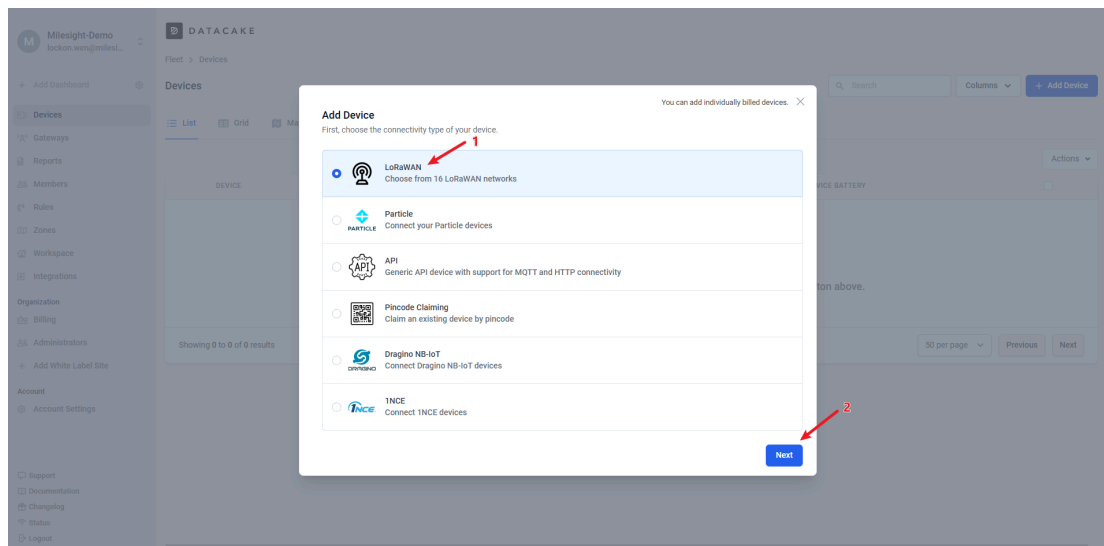 M
Milesight-Demo
lockon.wen@milesi...
+ Add Dashboard
Devices
Gateways
Reports
Members
Rules
Zones
Workspace
Integrations
Organization
Billing
Administrators
+ Add White Label Site
Account
Account Settings
Support
Documentation
Changelog
Status
Logout
DATACAKE
Fleet > Devices
Devices
Search
Columns
+ Add Device
List
Grid
Ma
Actions
DEVICE
VICE BATTERY
ton above.
Showing 0 to 0 of 0 results
50 per page
Previous
Next
You can add individually billed devices.
Add Device
First, choose the connectivity type of your device.
1
LoRaWAN
Choose from 16 LoRaWAN networks
PARTICLE
Particle
Connect your Particle devices
API
API
Generic API device with support for MQTT and HTTP connectivity
Pincode Claiming
Claim an existing device by pincode
DRAGINO
Dragino NB-IoT
Connect Dragino NB-IoT devices
1NCE
1NCE
Connect 1NCE devices
2
Next